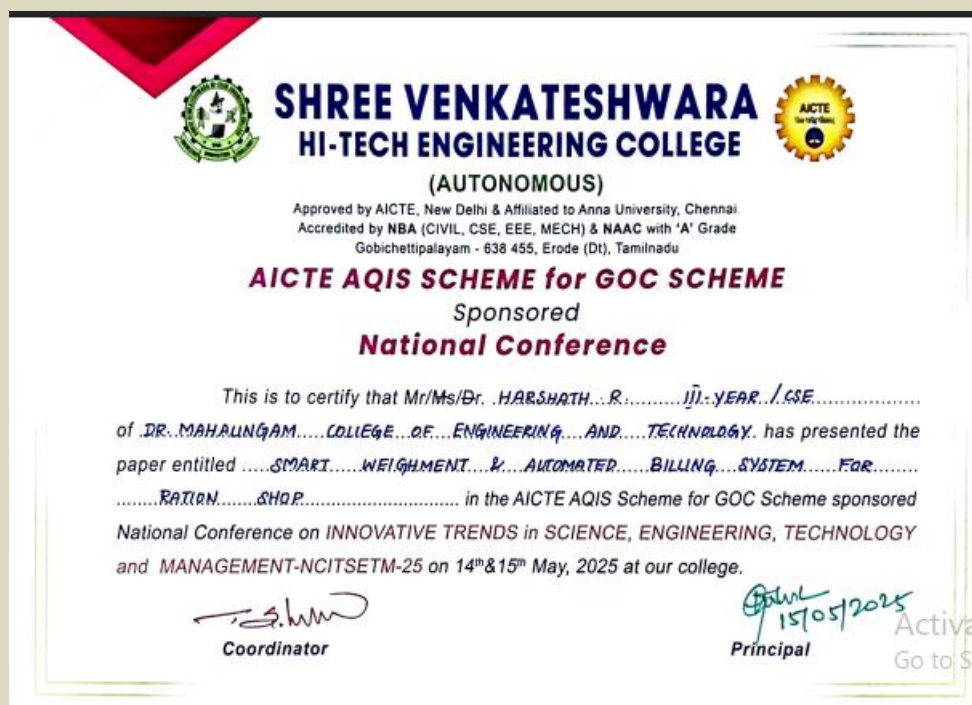 SHREE VENKATESHWARA
HI-TECH ENGINEERING COLLEGE
AICTE
(AUTONOMOUS)
Approved by AICTE, New Delhi & Affiliated to Anna University, Chennai.
Accredited by NBA (CIVIL, CSE, EEE, MECH) & NAAC with 'A' Grade
Gobichettipalayam - 638 455, Erode (Dt), Tamilnadu
AICTE AQIS SCHEME for GOC SCHEME
Sponsored
National Conference
This is to certify that Mr/Ms/Dr. HARSHATH R. III-YEAR / CSE
of DR. MAHALINGAM COLLEGE OF ENGINEERING AND TECHNOLOGY has presented the
paper entitled SMART WEIGHMENT & AUTOMATED BILLING SYSTEM FOR
RATION SHOP in the AICTE AQIS Scheme for GOC Scheme sponsored
National Conference on INNOVATIVE TRENDS in SCIENCE, ENGINEERING, TECHNOLOGY
and MANAGEMENT-NCITSETM-25 on 14th&15th May, 2025 at our college.
15/05/2025
Coordinator
Principal
Activa
Go to S